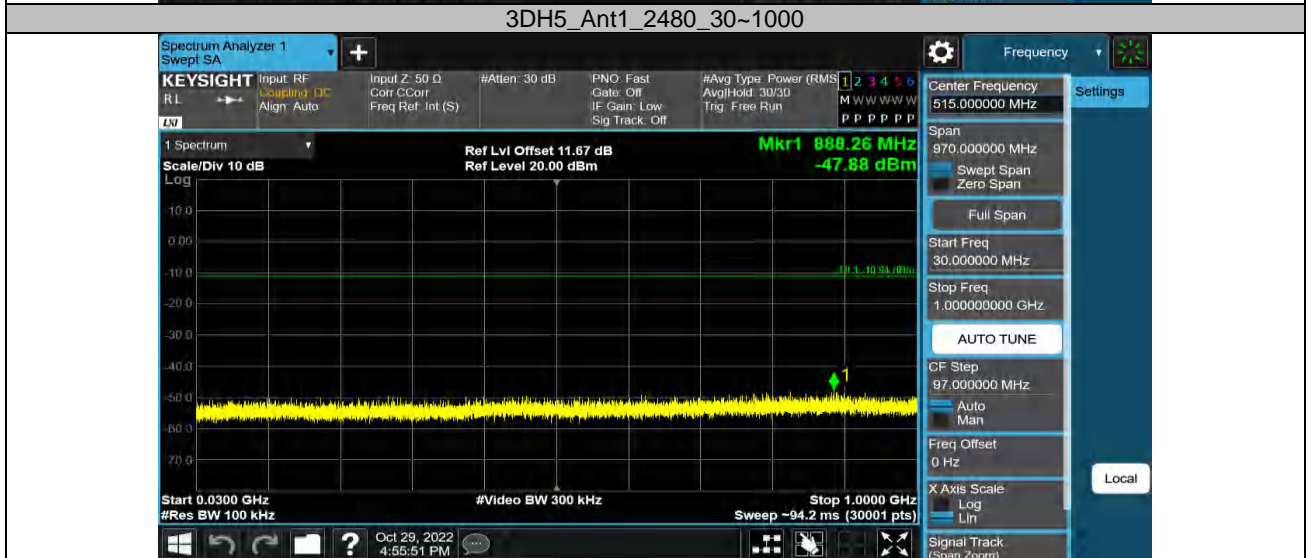 3DH5_Ant1_2480_30~1000
Spectrum Analyzer 1
Swept SA
+
Frequency
KEYSIGHT
RL
LXI
Input: RF
Coupling: DC
Align: Auto
Input Z: 50 Ω
Corr CCorr
Freq Ref: Int (S)
#Atten: 30 dB
PNO: Fast
Gate: Off
IF Gain: Low
Sig Track: Off
#Avg Type: Power (RMS
Avg|Hold: 30/30
Trig: Free Run
1 2 3 4 5 6
M W W W W W
P P P P P P
Settings
1 Spectrum
Scale/Div 10 dB
Log
Ref Lvl Offset 11.67 dB
Ref Level 20.00 dBm
Mkr1 888.26 MHz
-47.88 dBm
10.0
0.00
-10.0
-20.0
-30.0
-40.0
-50.0
-60.0
-70.0
1
Start 0.0300 GHz
#Res BW 100 kHz
#Video BW 300 kHz
Stop 1.0000 GHz
Sweep ~94.2 ms (30001 pts)
Center Frequency
515.000000 MHz
Span
970.000000 MHz
Swept Span
Zero Span
Full Span
Start Freq
30.000000 MHz
Stop Freq
1.000000000 GHz
AUTO TUNE
CF Step
97.000000 MHz
Auto
Man
Freq Offset
0 Hz
X Axis Scale
Log
Lin
Signal Track
(Span Zoom)
Local
?
Oct 29, 2022
4:55:51 PM